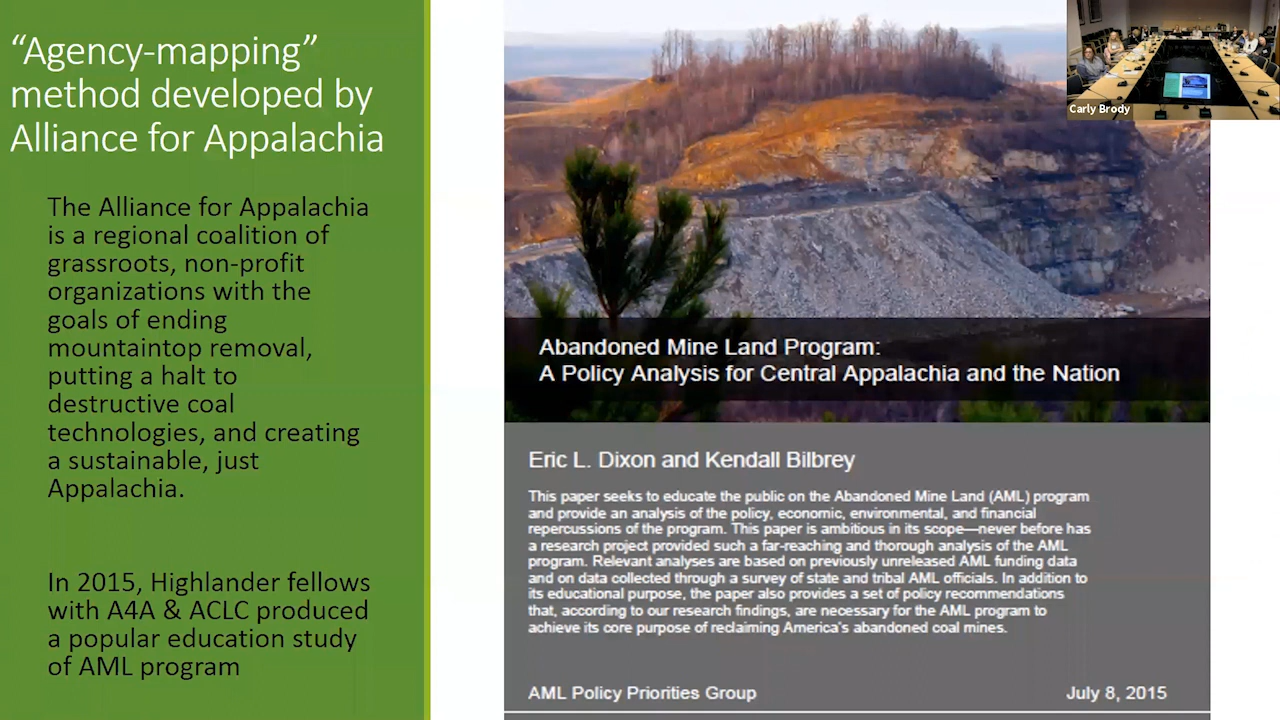 “Agency-mapping”
method developed by
Alliance for Appalachia
The Alliance for Appalachia
is a regional coalition of
grassroots, non-profit
organizations with the
goals of ending
mountaintop removal,
putting a halt to
destructive coal
technologies, and creating
a sustainable, just
Appalachia.
In 2015, Highlander fellows
with A4A & ACLC produced
a popular education study
of AML program
Abandoned Mine Land Program:
A Policy Analysis for Central Appalachia and the Nation
Eric L. Dixon and Kendall Bilbrey
This paper seeks to educate the public on the Abandoned Mine Land (AML) program
and provide an analysis of the policy, economic, environmental, and financial
repercussions of the program. This paper is ambitious in its scope—never before has
a research project provided such a far-reaching and thorough analysis of the AML
program. Relevant analyses are based on previously unreleased AML funding data
and on data collected through a survey of state and tribal AML officials. In addition to
its educational purpose, the paper also provides a set of policy recommendations
that, according to our research findings, are necessary for the AML program to
achieve its core purpose of reclaiming America's abandoned coal mines.
AML Policy Priorities Group
July 8, 2015
Carly Brody